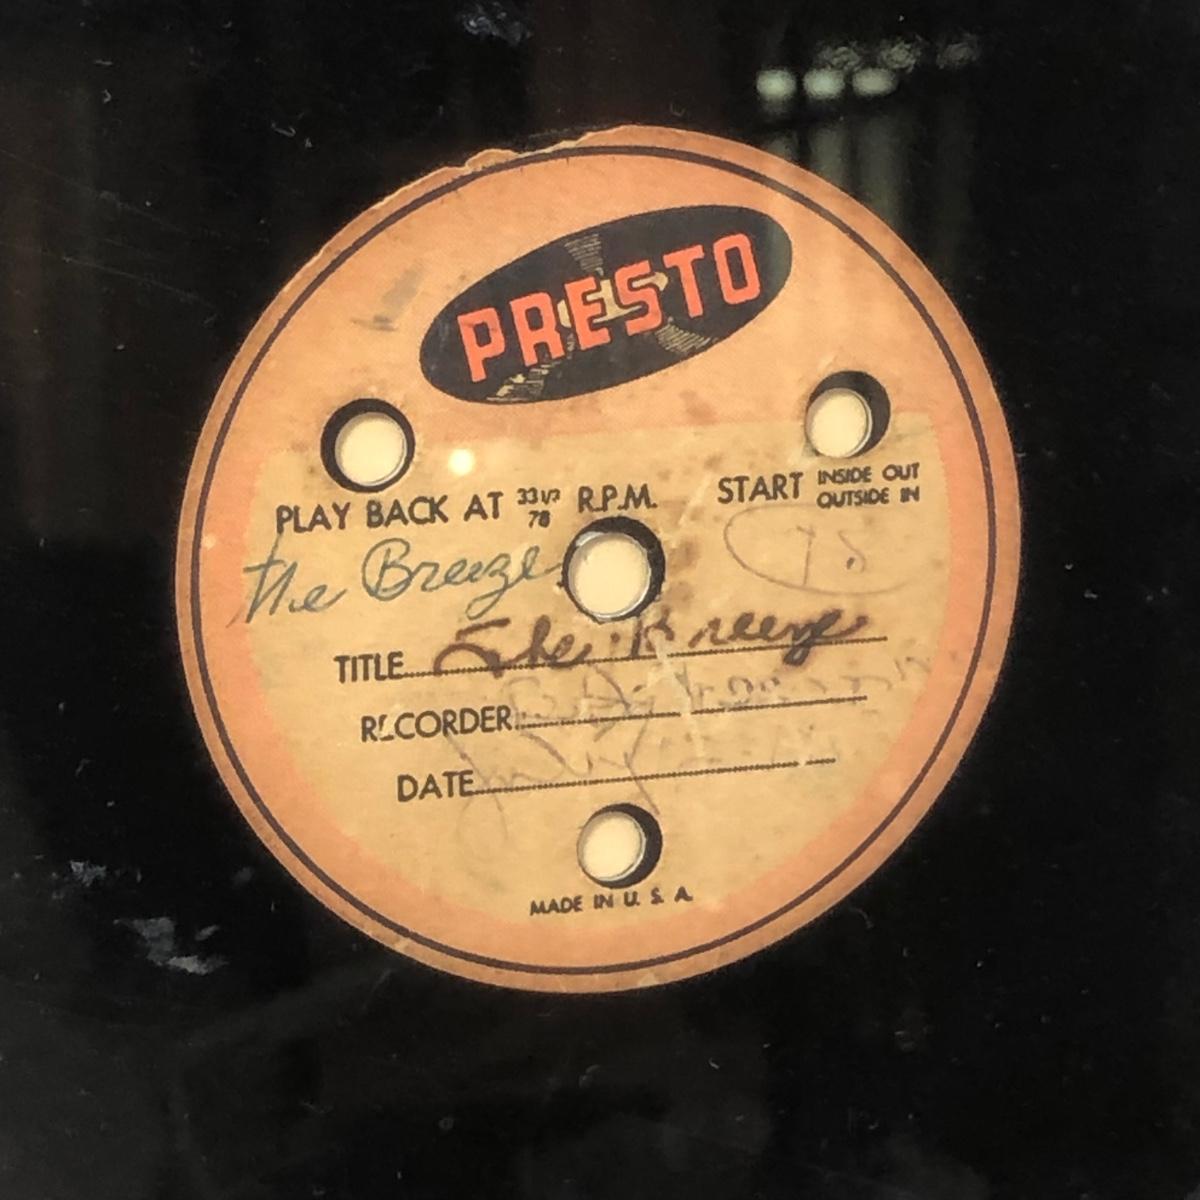 PRESTO
PLAY BACK AT 33 1/3 78 R.P.M. START INSIDE OUT OUTSIDE IN
The Breeze
TITLE The Breeze
RECORDER
DATE
MADE IN U. S. A.